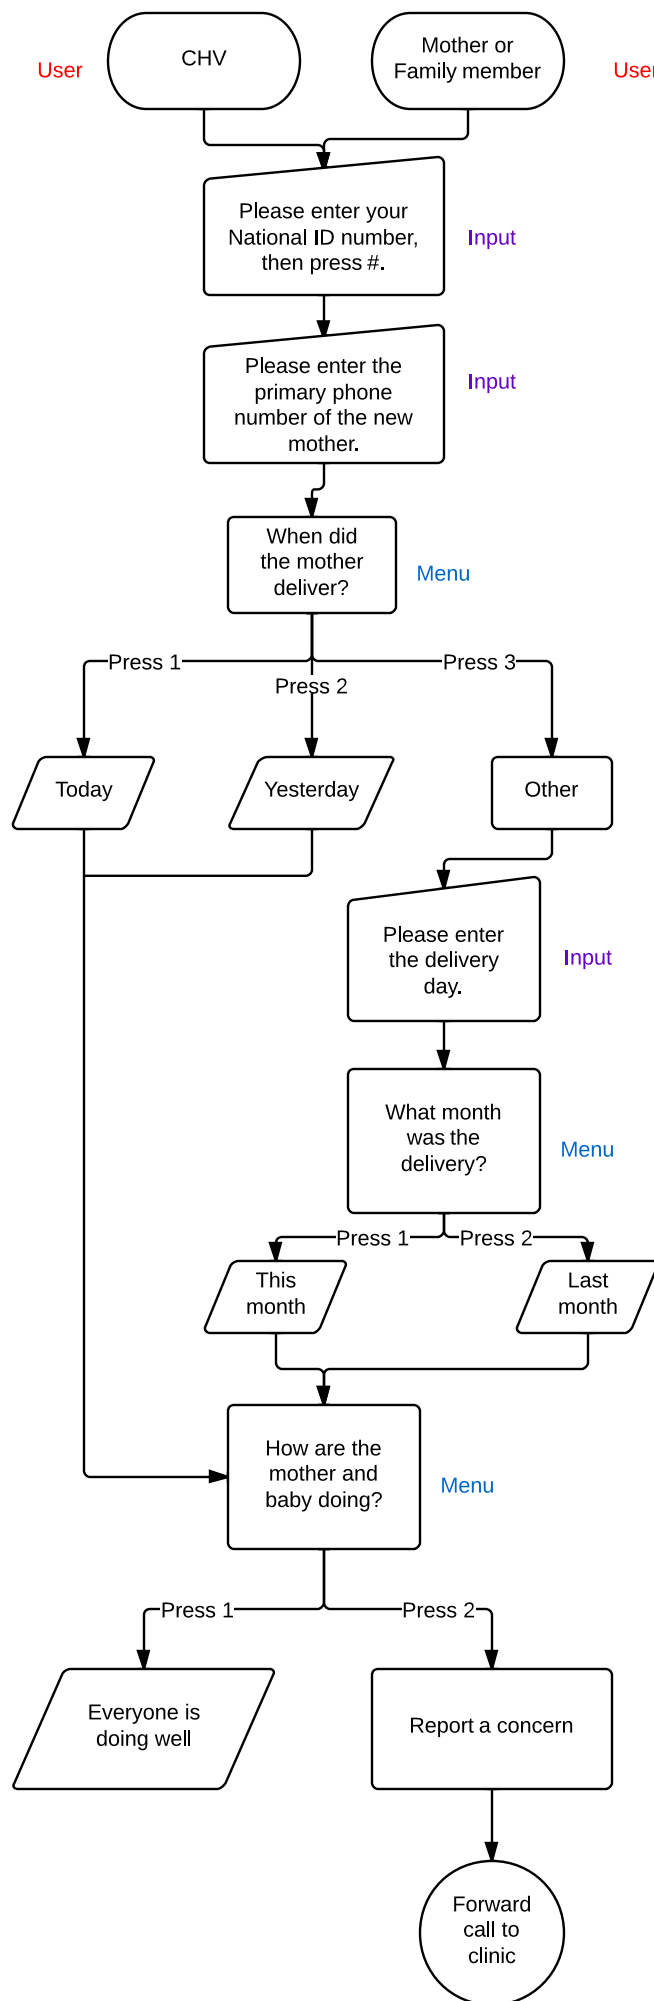 User
CHV
Mother or
Family member
User
Please enter your
National ID number,
then press #.
Input
Please enter the
primary phone
number of the new
mother.
Input
When did
the mother
deliver?
Menu
Press 1
Press 2
Press 3
Today
Yesterday
Other
Please enter
the delivery
day.
Input
What month
was the
delivery?
Menu
Press 1
Press 2
This
month
Last
month
How are the
mother and
baby doing?
Menu
Press 1
Press 2
Everyone is
doing well
Report a concern
Forward
call to
clinic